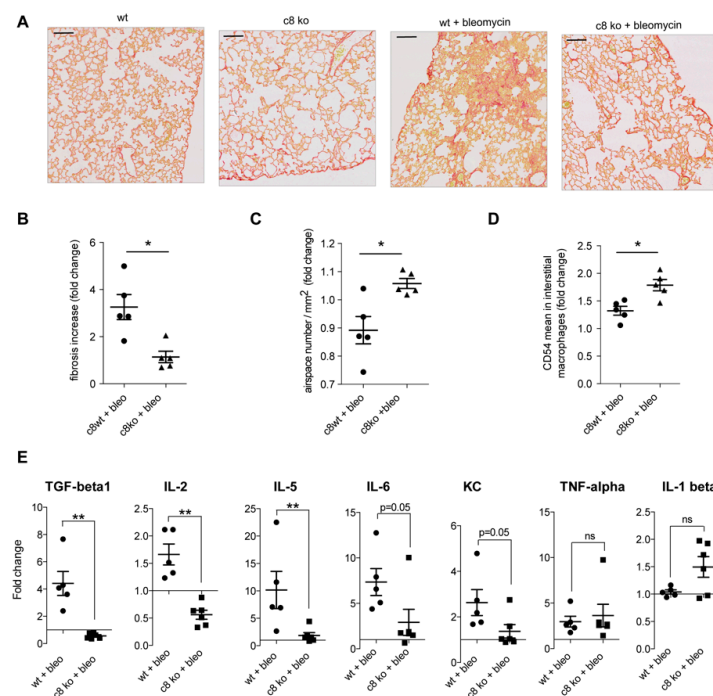 A
wt
c8 ko
wt + bleomycin
c8 ko + bleomycin
B
fibrosis increase (fold change)
6
4
2
0
*
c8wt + bleo
c8ko + bleo
C
airspace number / mm2 (fold change)
1.2
1.1
1.0
0.9
0.8
0.7
*
c8wt + bleo
c8ko +bleo
D
CD54 mean in interstitial
macrophages (fold change)
2.5
2.0
1.5
1.0
0.5
0.0
*
c8wt + bleo
c8ko + bleo
E
Fold change
TGF-beta1
10
8
6
4
2
0
**
wt + bleo
c8 ko + bleo
IL-2
2.5
2.0
1.5
1.0
0.5
0.0
**
wt + bleo
c8 ko + bleo
IL-5
25
20
15
10
5
0
**
wt + bleo
c8 ko + bleo
IL-6
15
10
5
0
p=0.05
wt + bleo
c8 ko + bleo
KC
6
4
2
0
p=0.05
wt + bleo
c8 ko + bleo
TNF-alpha
15
10
5
0
ns
wt + bleo
c8 ko + bleo
IL-1 beta
2.5
2.0
1.5
1.0
0.5
0.0
ns
wt + bleo
c8 ko + bleo